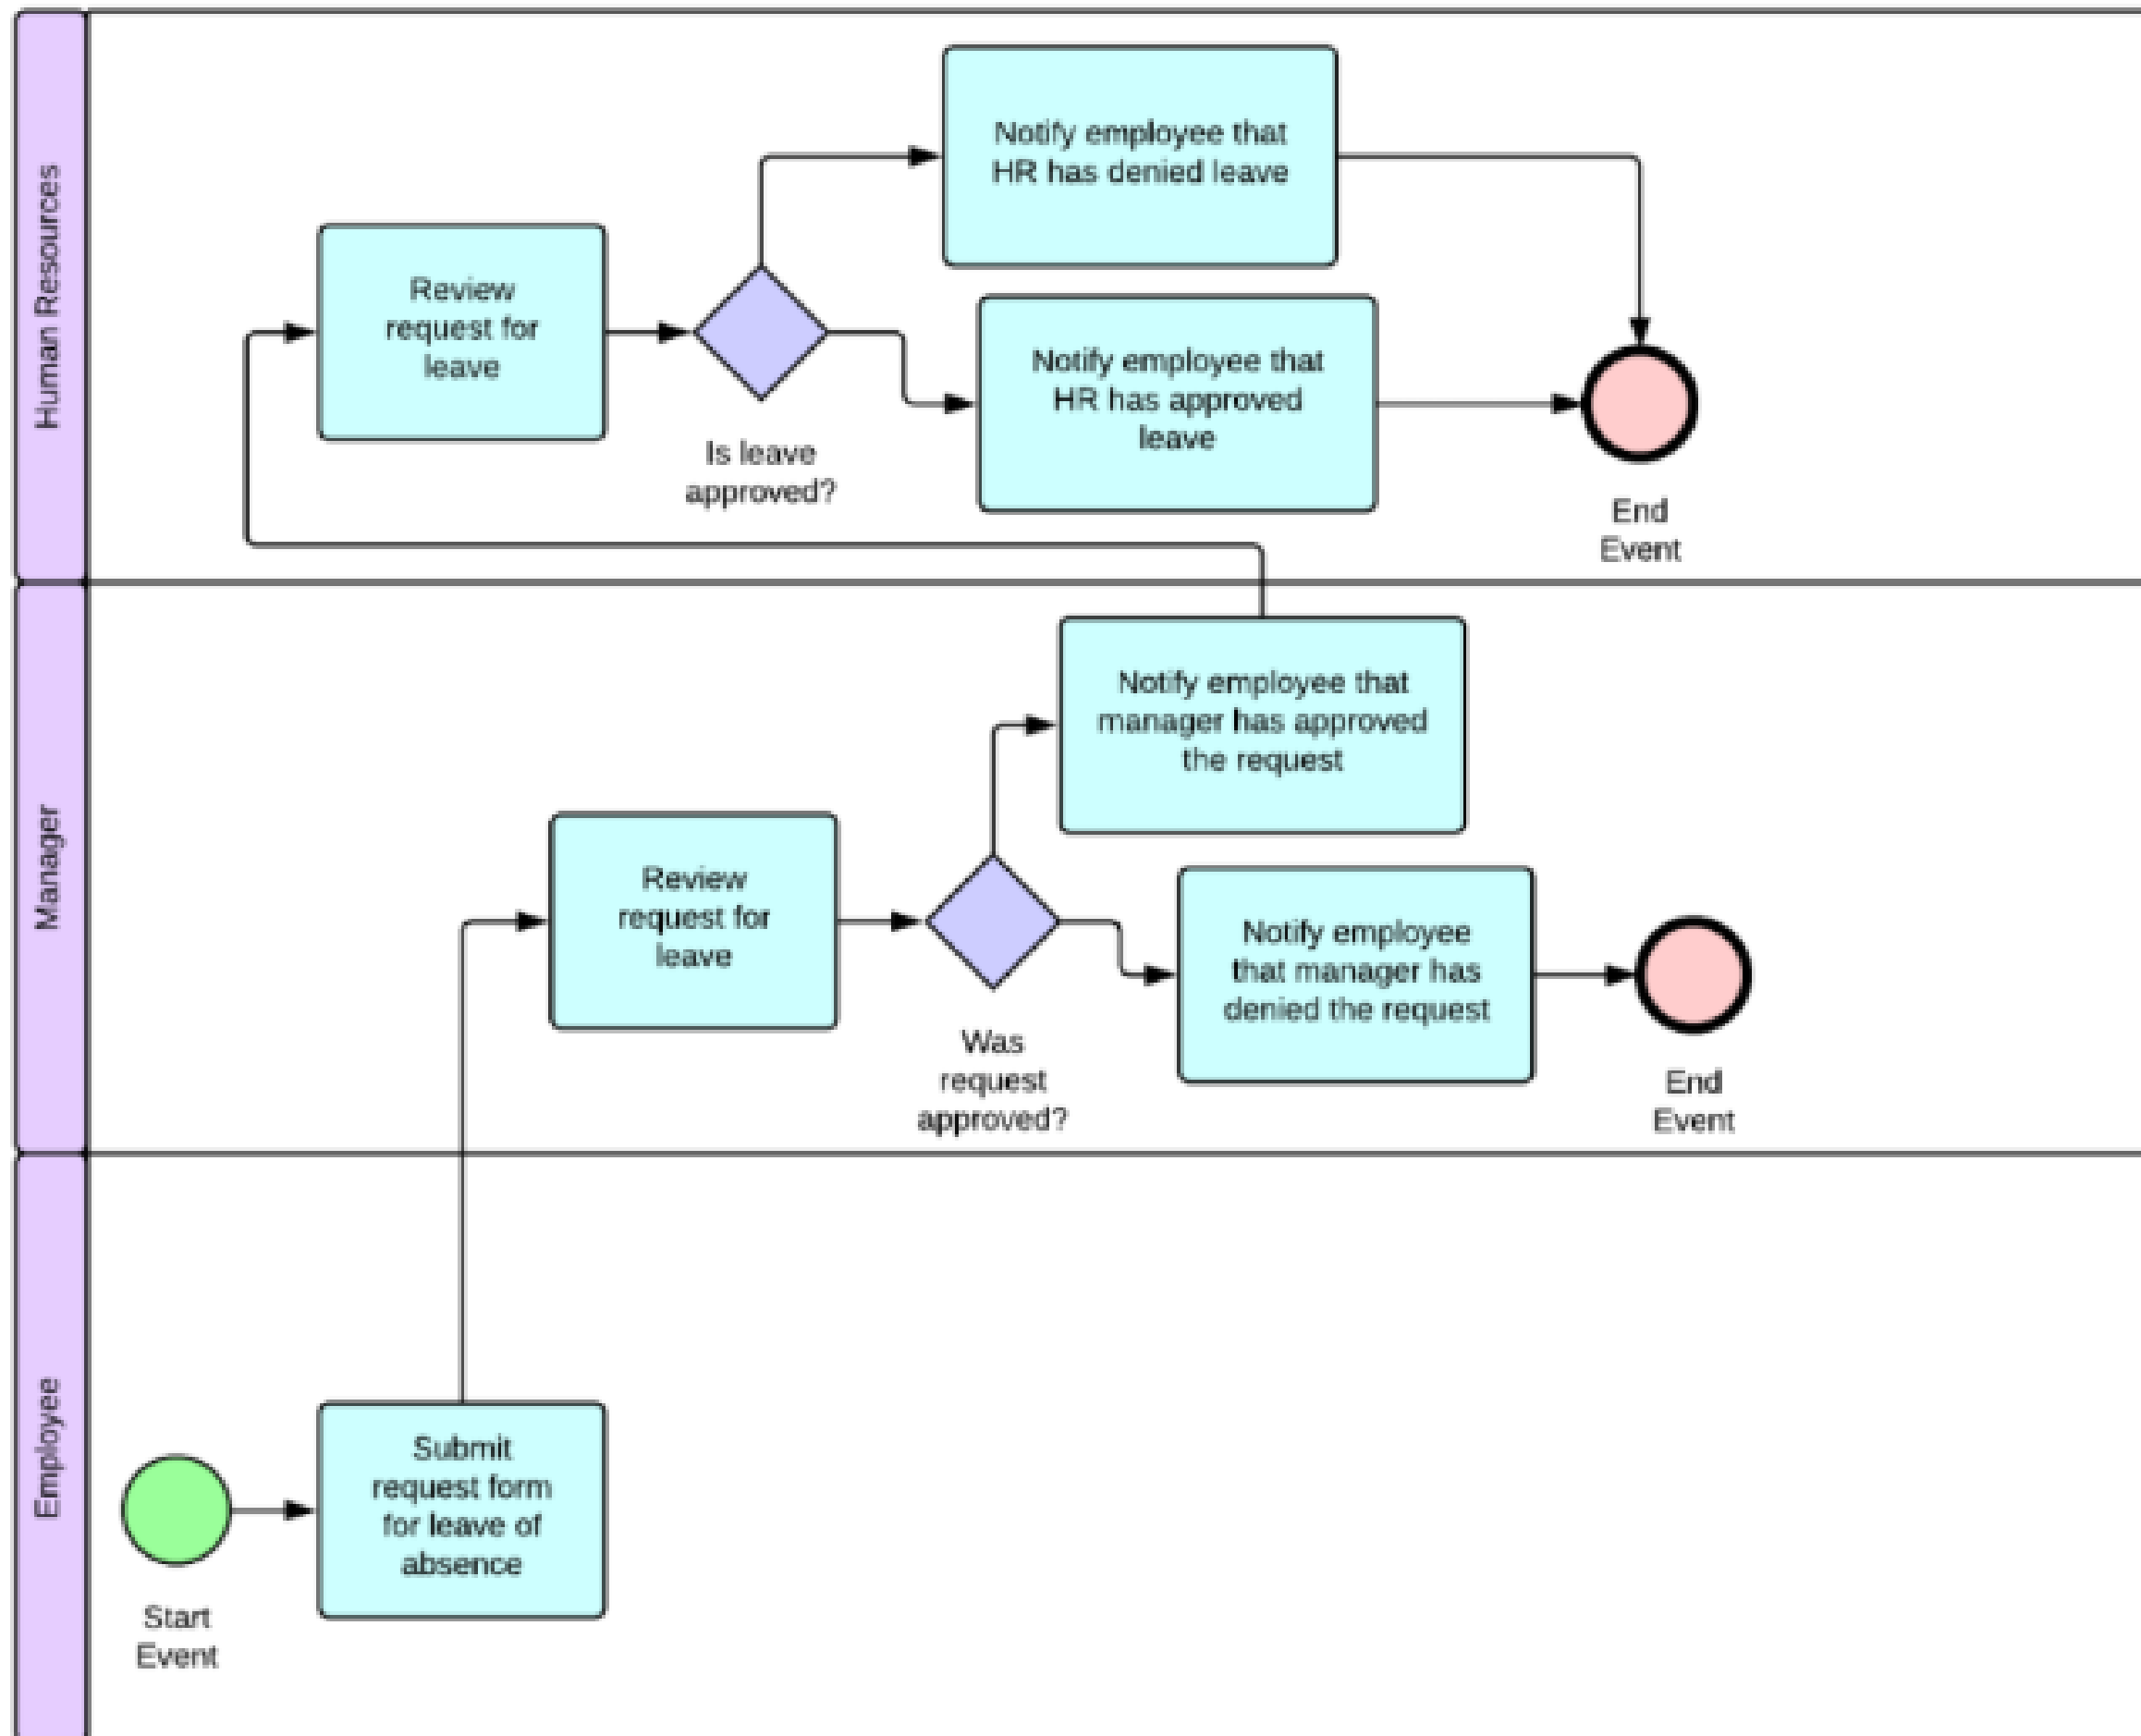 Human Resources
Notify employee that
HR has denied leave
Review
request for
leave
Is leave
approved?
Notify employee that
HR has approved
leave
End
Event
Manager
Notify employee that
manager has approved
the request
Review
request for
leave
Was
request
approved?
Notify employee
that manager has
denied the request
End
Event
Employee
Start
Event
Submit
request form
for leave of
absence